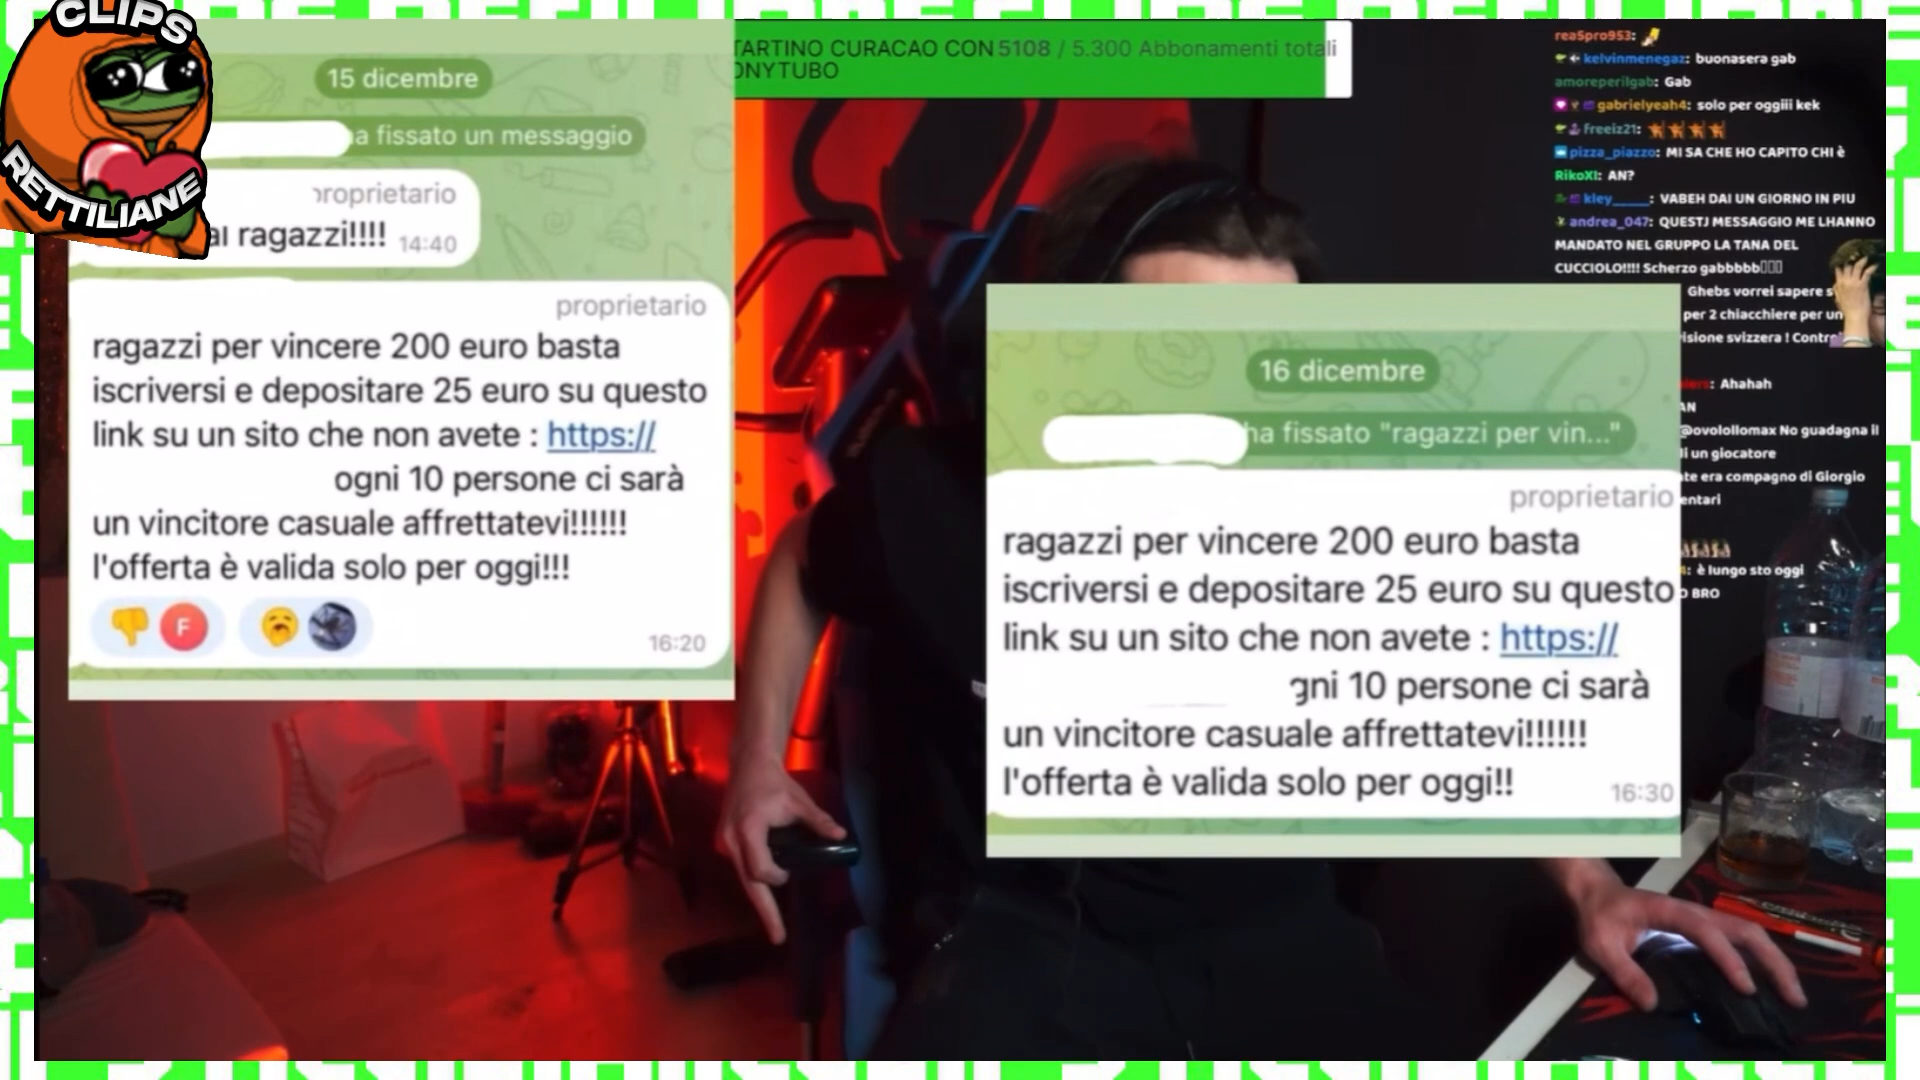 CLIPS
RETTILIANE
15 dicembre
ha fissato un messaggio
proprietario
ragazzi!!!! 14:40
proprietario
ragazzi per vincere 200 euro basta
iscriversi e depositare 25 euro su questo
link su un sito che non avete : https://
ogni 10 persone ci sarà
un vincitore casuale affrettatevi!!!!!!
l'offerta è valida solo per oggi!!!
F
16:20
TARTINO CURACAO CON 5108 / 5.300 Abbonamenti totali
ONYTUBO
16 dicembre
ha fissato "ragazzi per vin..."
proprietario
ragazzi per vincere 200 euro basta
iscriversi e depositare 25 euro su questo
link su un sito che non avete : https://
gni 10 persone ci sarà
un vincitore casuale affrettatevi!!!!!!
l'offerta è valida solo per oggi!!
16:30
rea5pro953:
kelvinmenegaz: buonasera gab
amoreperilgab: Gab
gabrielyeah4: solo per oggiii kek
freeiz21:
pizza_piazzo: MI SA CHE HO CAPITO CHI è
RikoXI: AN?
kley_____: VABEH DAI UN GIORNO IN PIU
andrea_047: QUESTJ MESSAGGIO ME LHANNO
MANDATO NEL GRUPPO LA TANA DEL
CUCCIOLO!!!! Scherzo gabbbbb
Ghebs vorrei sapere s
per 2 chiacchiere per un
isione svizzera ! Contr
: Ahahah
AN
@ovolollomax No guadagna il
di un giocatore
te era compagno di Giorgio
entari
: è lungo sto oggi
O BRO